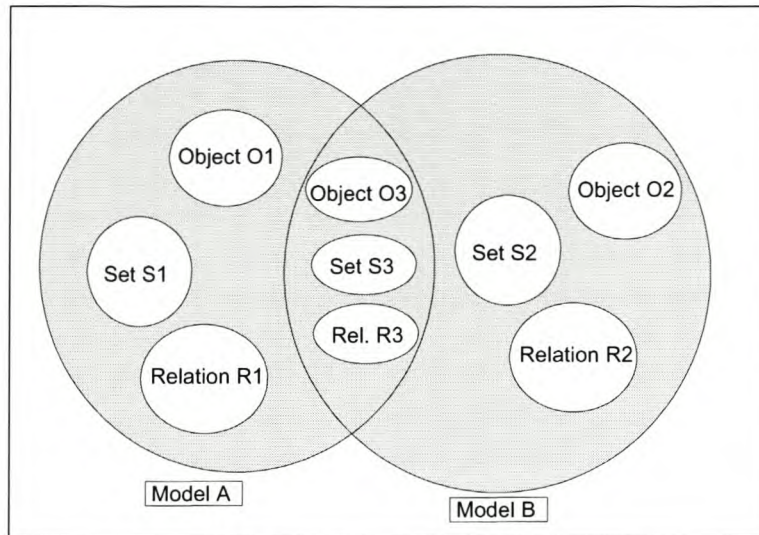 Object O1
Object O3
Object O2
Set S1
Set S3
Set S2
Rel. R3
Relation R1
Relation R2
Model A
Model B